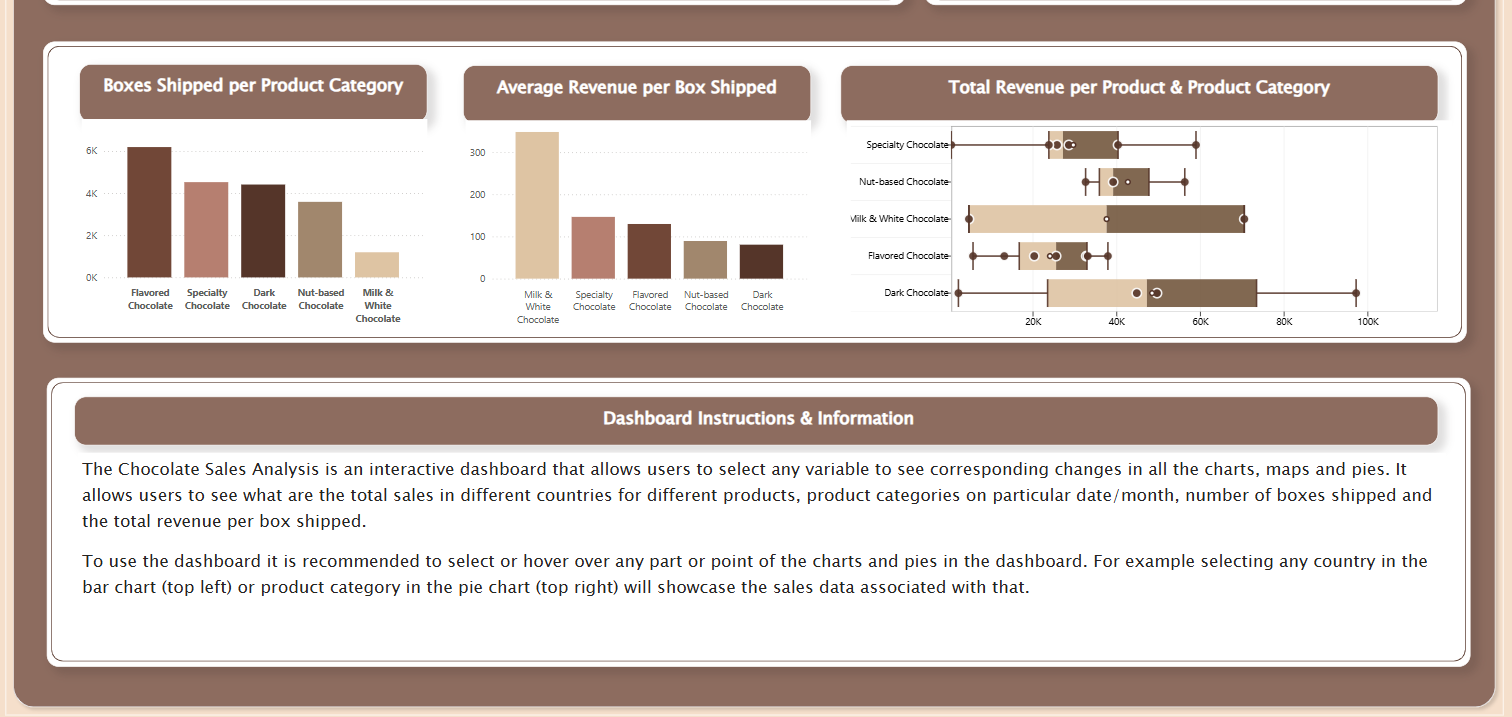 Boxes Shipped per Product Category
6K
4K
2K
0K
Flavored
Chocolate
Specialty
Chocolate
Dark
Chocolate
Nut-based
Chocolate
Milk &
White
Chocolate
Average Revenue per Box Shipped
300
200
100
0
Milk &
White
Chocolate
Specialty
Chocolate
Flavored
Chocolate
Nut-based
Chocolate
Dark
Chocolate
Total Revenue per Product & Product Category
Specialty Chocolate
Nut-based Chocolate
Milk & White Chocolate
Flavored Chocolate
Dark Chocolate
20K 40K 60K 80K 100K
Dashboard Instructions & Information
The Chocolate Sales Analysis is an interactive dashboard that allows users to select any variable to see corresponding changes in all the charts, maps and pies. It
allows users to see what are the total sales in different countries for different products, product categories on particular date/month, number of boxes shipped and
the total revenue per box shipped.
To use the dashboard it is recommended to select or hover over any part or point of the charts and pies in the dashboard. For example selecting any country in the
bar chart (top left) or product category in the pie chart (top right) will showcase the sales data associated with that.